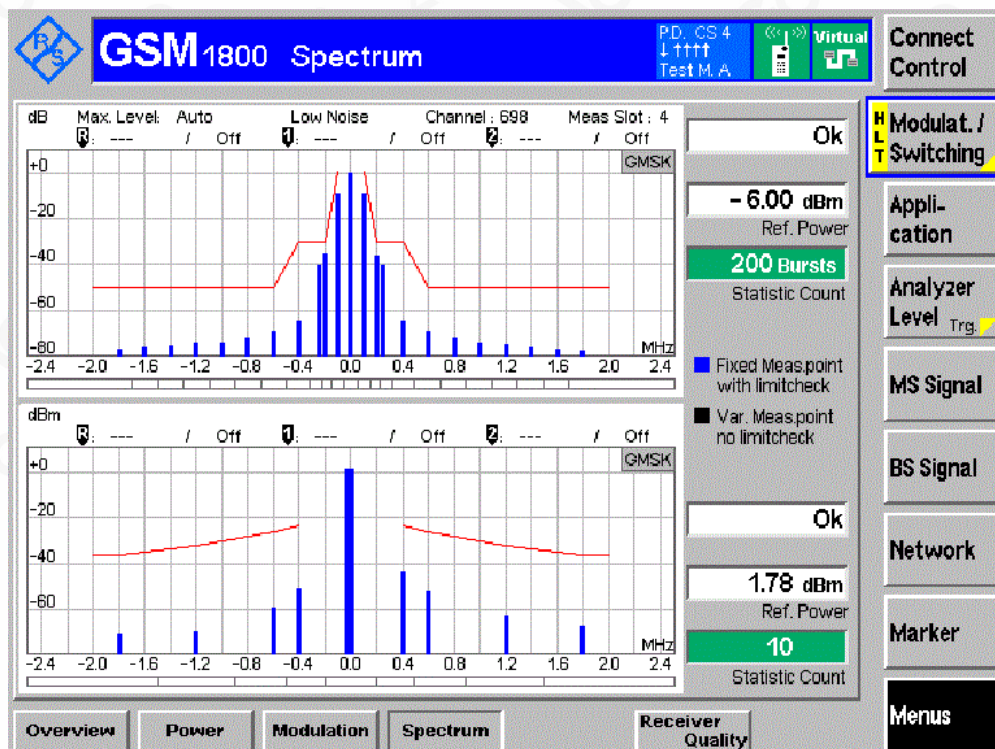 R S
GSM 1800 Spectrum
P.D. CS 4
↓ ↑↑↑↑
Test M. A
Virtual
Connect
Control
dB Max. Level: Auto Low Noise Channel : 698 Meas Slot : 4
R : --- / Off 1 : --- / Off 2 : --- / Off
GMSK
+0
-20
-40
-60
-80
MHz
-2.4 -2.0 -1.6 -1.2 -0.8 -0.4 0.0 0.4 0.8 1.2 1.6 2.0 2.4
Ok
- 6.00 dBm
Ref. Power
200 Bursts
Statistic Count
Fixed Meas.point
with limitcheck
Var. Meas.point
no limitcheck
dBm
R : --- / Off 1 : --- / Off 2 : --- / Off
GMSK
+0
-20
-40
-60
MHz
-2.4 -2.0 -1.6 -1.2 -0.8 -0.4 0.0 0.4 0.8 1.2 1.6 2.0 2.4
Ok
1.78 dBm
Ref. Power
10
Statistic Count
H L T
Modulat. /
Switching
Appli-
cation
Analyzer
Level Trg.
MS Signal
BS Signal
Network
Marker
Menus
Overview
Power
Modulation
Spectrum
Receiver
Quality